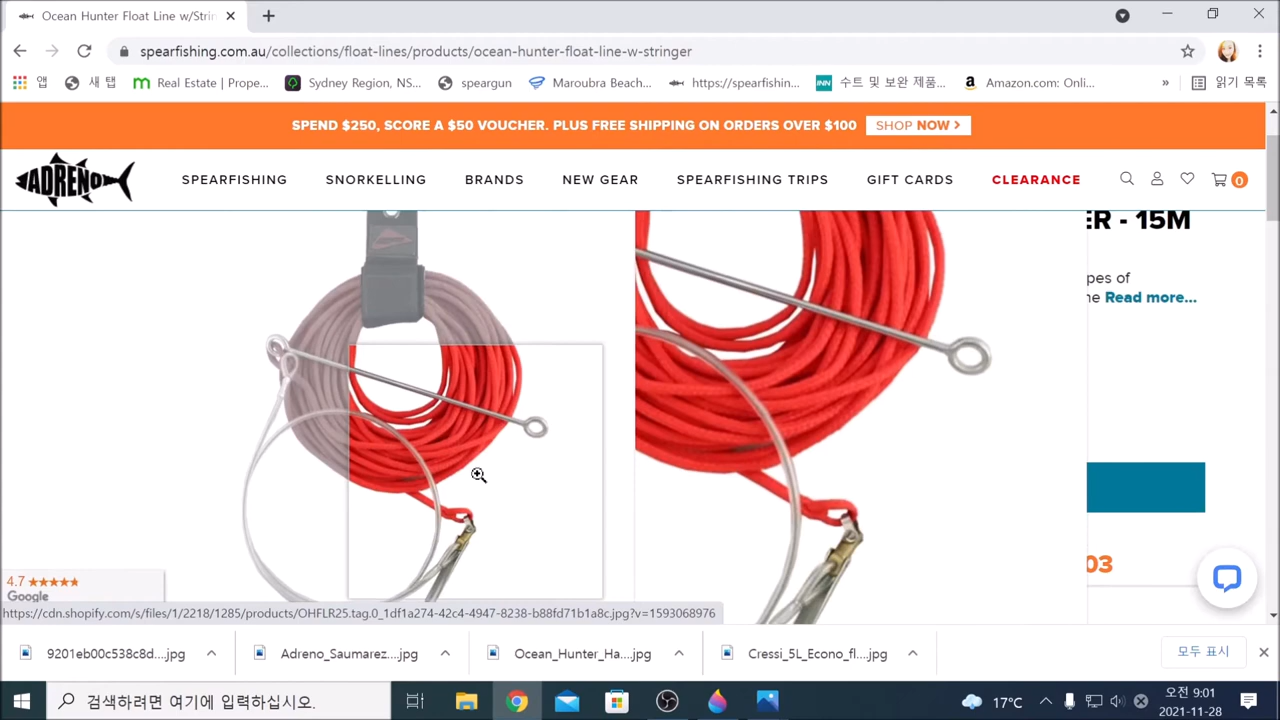 Ocean Hunter Float Line w/Strin
spearfishing.com.au/collections/float-lines/products/ocean-hunter-float-line-w-stringer
앱 새 탭 Real Estate | Prope... Sydney Region, NS... speargun Maroubra Beach... https://spearfishin... INN 수트 및 보완 제품... Amazon.com: Onli... » 읽기 목록
SPEND $250, SCORE A $50 VOUCHER. PLUS FREE SHIPPING ON ORDERS OVER $100 SHOP NOW >
ADRENO SPEARFISHING SNORKELLING BRANDS NEW GEAR SPEARFISHING TRIPS GIFT CARDS CLEARANCE 0
ER - 15M
pes of
ne Read more...
03
4.7 ★★★★★
Google
https://cdn.shopify.com/s/files/1/2218/1285/products/OHFLR25.tag.0_1df1a274-42c4-4947-8238-b88fd71b1a8c.jpg?v=1593068976
9201eb00c538c8d....jpg Adreno_Saumarez....jpg Ocean_Hunter_Ha....jpg Cressi_5L_Econo_fl....jpg 모두 표시
검색하려면 여기에 입력하십시오. 17°C 오전 9:01
2021-11-28